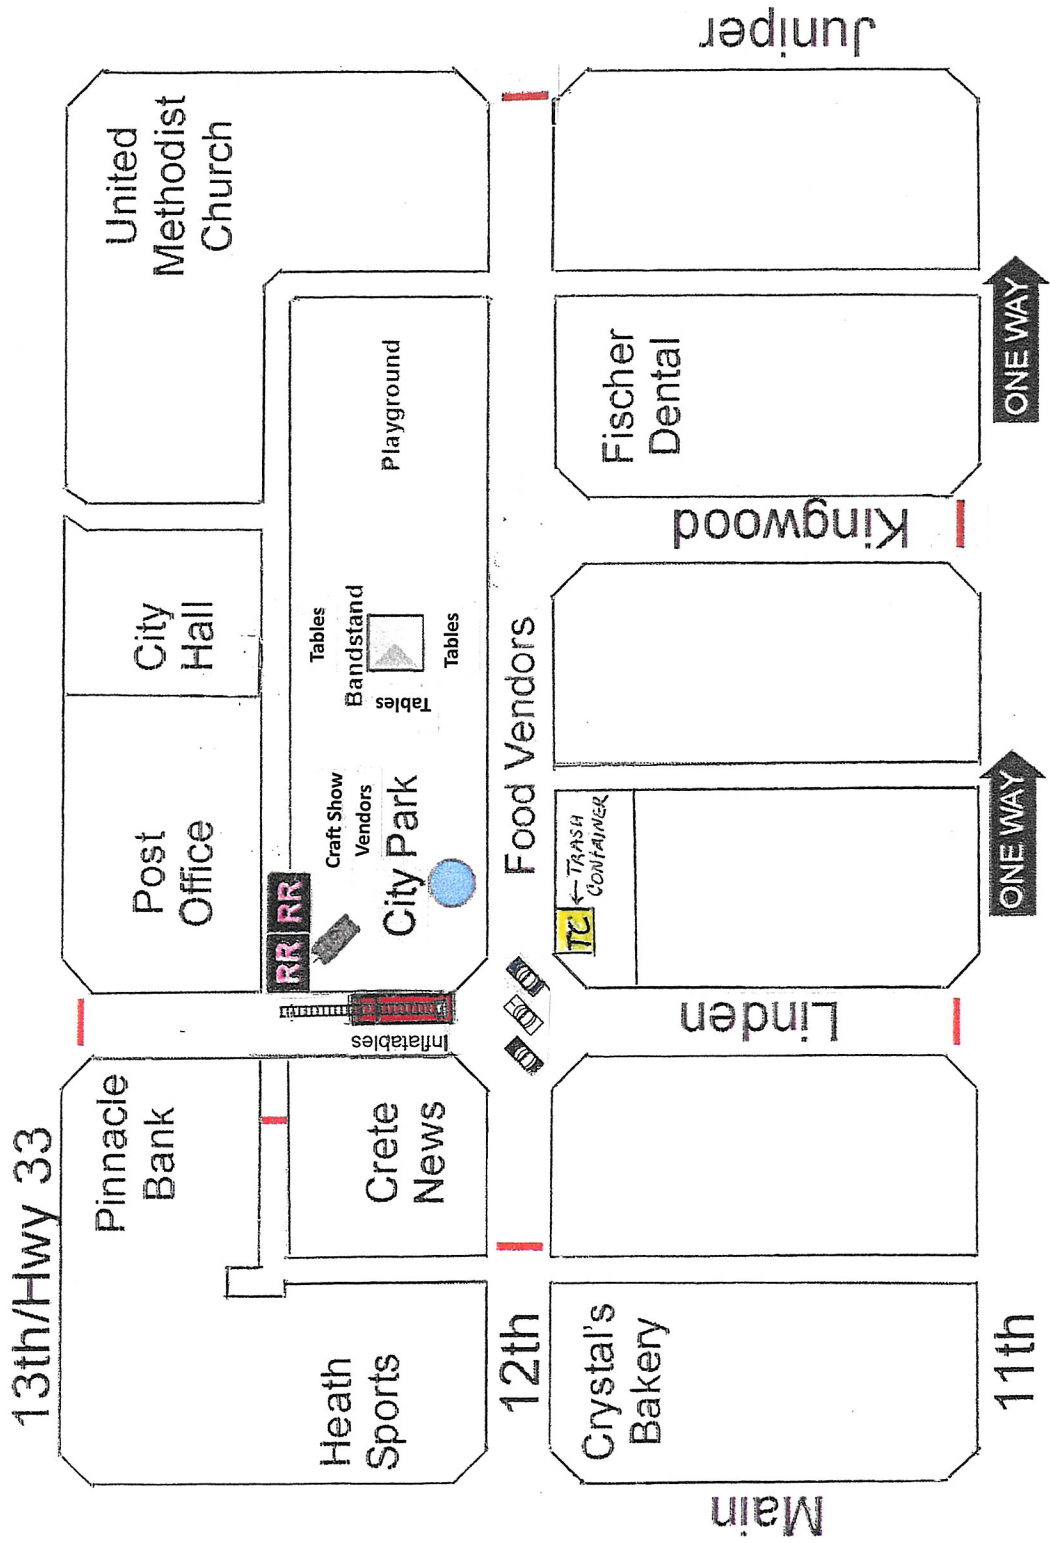 13th/Hwy 33
Pinnacle
Bank
Post
Office
City
Hall
United
Methodist
Church
Heath
Sports
Crete
News
Inflatables
RR
RR
Craft Show
Vendors
City Park
Tables
Bandstand
Tables
Tables
Playground
12th
Food Vendors
Crystal's
Bakery
TC
← TRASH
CONTAINER
Fischer
Dental
Main
Linden
Kingwood
Juniper
11th
ONE WAY
ONE WAY